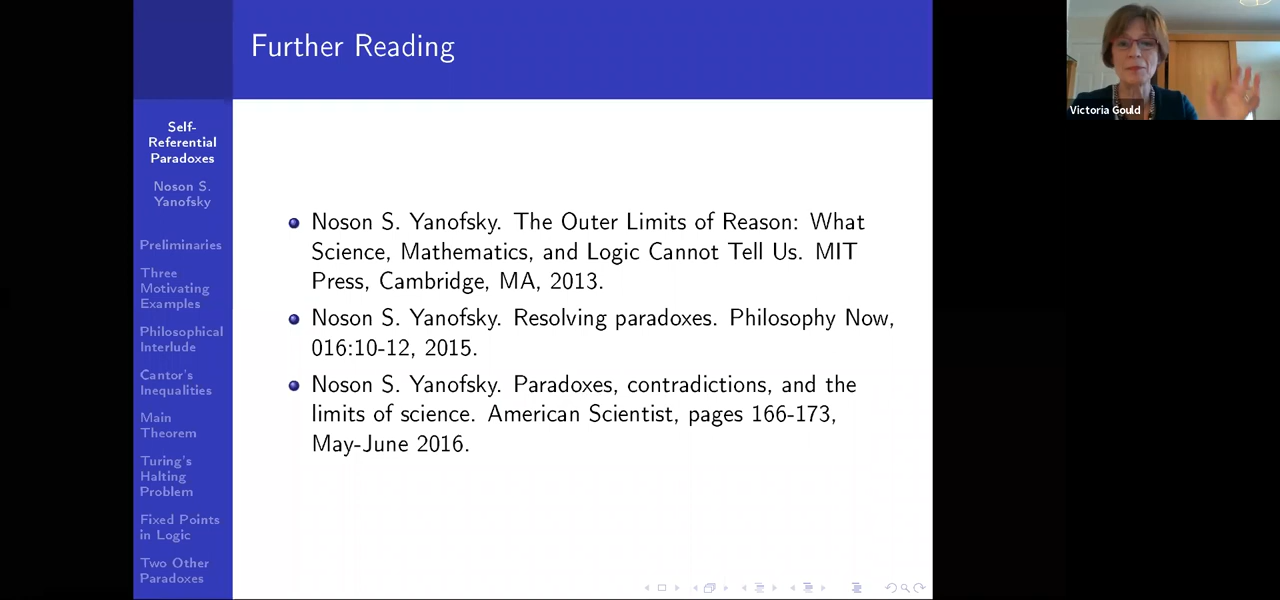 Further Reading
Self-
Referential
Paradoxes
Noson S.
Yanofsky
Preliminaries
Three
Motivating
Examples
Philosophical
Interlude
Cantor's
Inequalities
Main
Theorem
Turing's
Halting
Problem
Fixed Points
in Logic
Two Other
Paradoxes
Noson S. Yanofsky. The Outer Limits of Reason: What
Science, Mathematics, and Logic Cannot Tell Us. MIT
Press, Cambridge, MA, 2013.
Noson S. Yanofsky. Resolving paradoxes. Philosophy Now,
016:10-12, 2015.
Noson S. Yanofsky. Paradoxes, contradictions, and the
limits of science. American Scientist, pages 166-173,
May-June 2016.
Victoria Gould